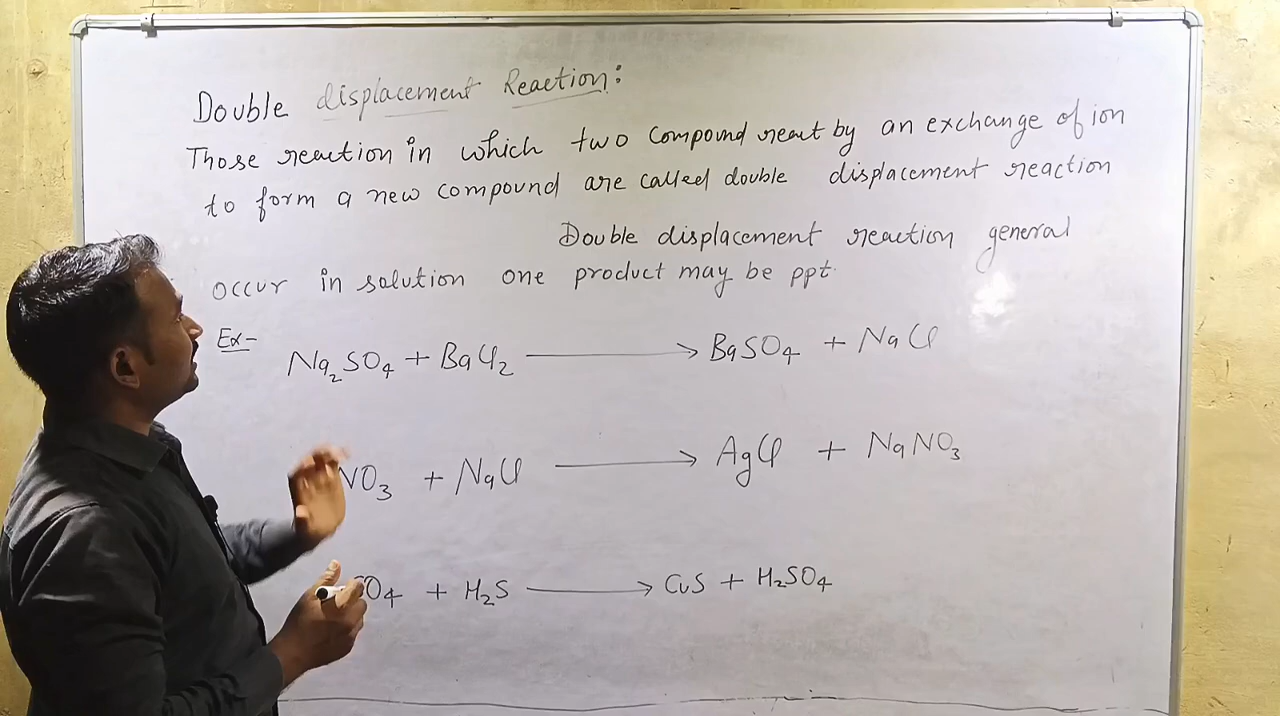 Double displacement Reaction:
Those reaction in which two compound react by an exchange of ion
to form a new compound are called double displacement reaction
Double displacement reaction general
occur in solution one product may be ppt.
Ex-
Na₂SO₄ + BaCl₂ ⟶ BaSO₄ + NaCl
NO₃ + NaCl ⟶ AgCl + NaNO₃
SO₄ + H₂S ⟶ CuS + H₂SO₄